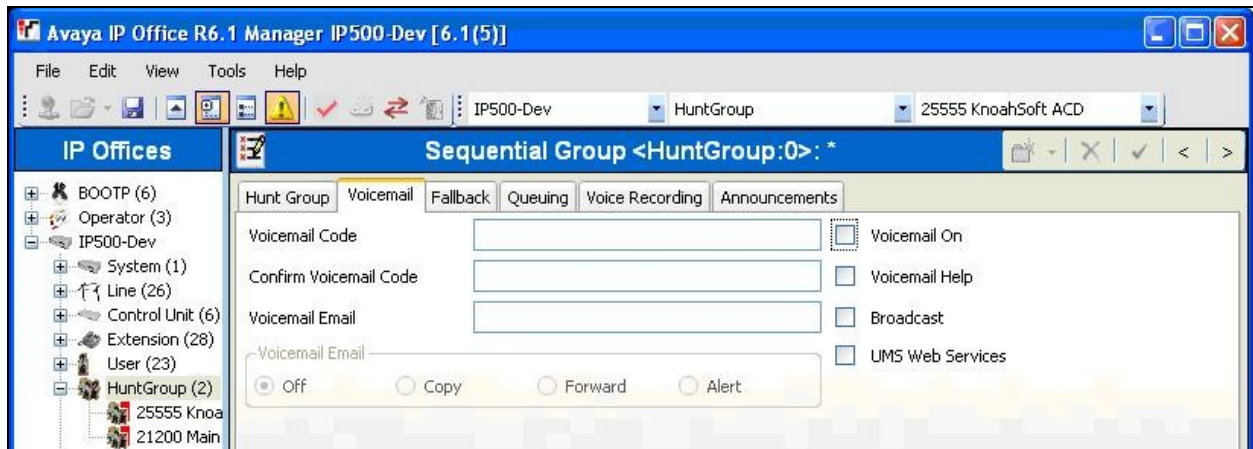 Avaya IP Office R6.1 Manager IP500-Dev [6.1(5)]
File Edit View Tools Help
IP500-Dev HuntGroup 25555 KnoahSoft ACD
IP Offices
Sequential Group <HuntGroup:0>: *
BOOTP (6)
Operator (3)
IP500-Dev
System (1)
Line (26)
Control Unit (6)
Extension (28)
User (23)
HuntGroup (2)
25555 Knoa
21200 Main
Hunt Group Voicemail Fallback Queuing Voice Recording Announcements
Voicemail Code
Voicemail On
Confirm Voicemail Code
Voicemail Help
Voicemail Email
Broadcast
Voicemail Email
UMS Web Services
Off Copy Forward Alert